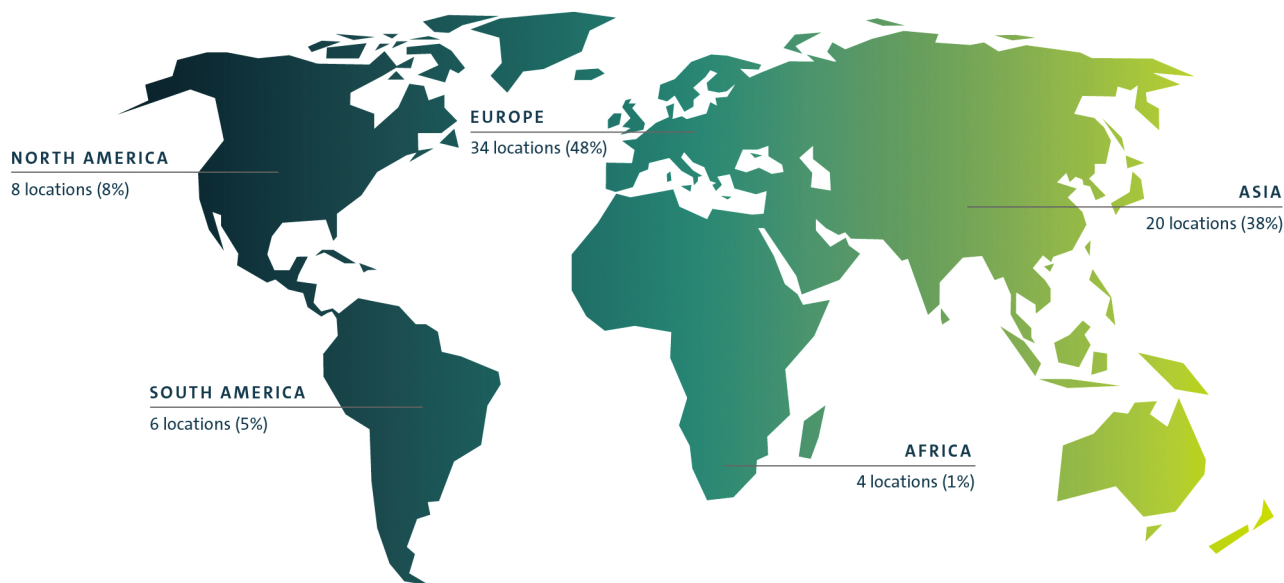 EUROPE
34 locations (48%)
NORTH AMERICA
8 locations (8%)
ASIA
20 locations (38%)
SOUTH AMERICA
6 locations (5%)
AFRICA
4 locations (1%)